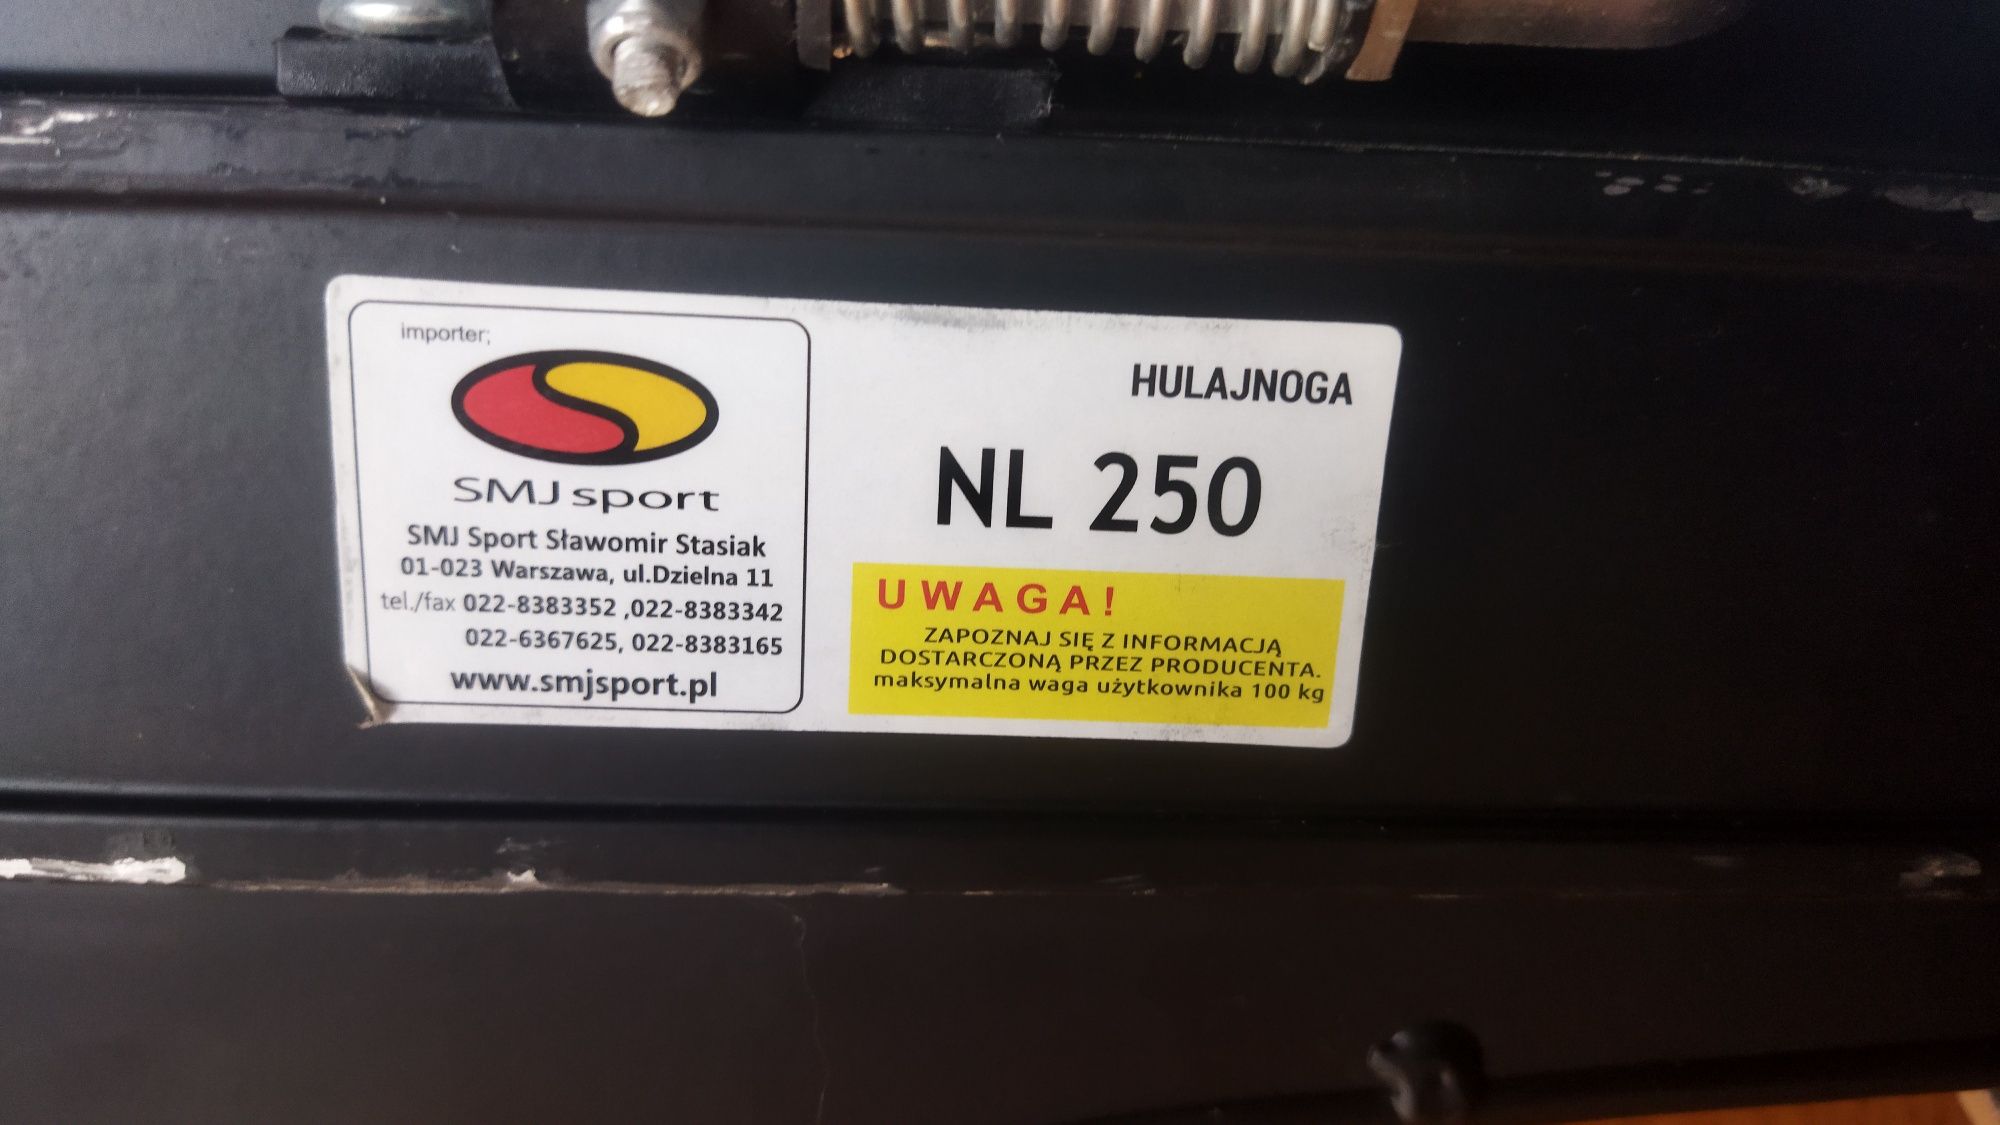 importer;
SMJ sport
SMJ Sport Sławomir Stasiak
01-023 Warszawa, ul.Dzielna 11
tel./fax 022-8383352 ,022-8383342
022-6367625, 022-8383165
www.smjsport.pl
HULAJNOGA
NL 250
UWAGA!
ZAPOZNAJ SIĘ Z INFORMACJĄ
DOSTARCZONĄ PRZEZ PRODUCENTA.
maksymalna waga użytkownika 100 kg